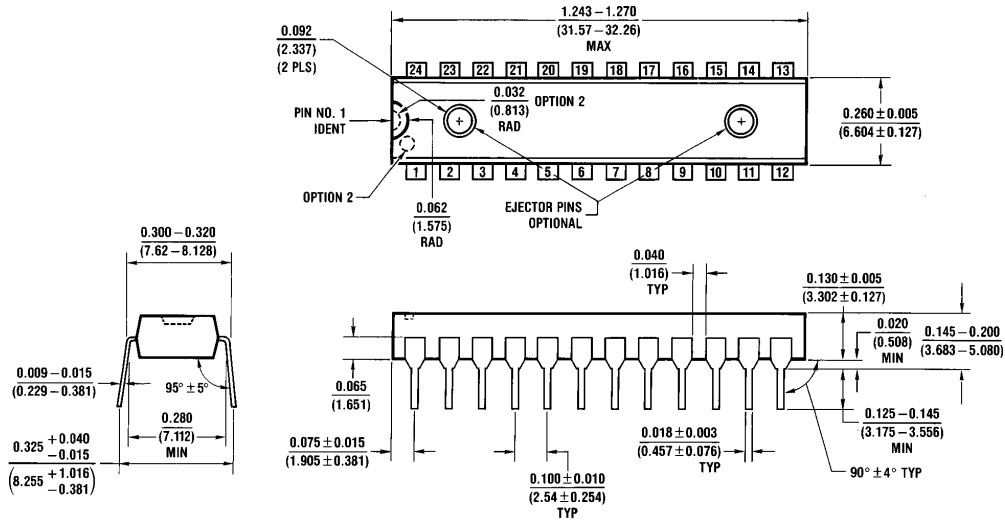 1.243 – 1.270
(31.57 – 32.26)
MAX
0.092
(2.337)
(2 PLS)
24 23 22 21 20 19 18 17 16 15 14 13
0.032
(0.813)
RAD
OPTION 2
PIN NO. 1
IDENT
0.260 ± 0.005
(6.604 ± 0.127)
1 2 3 4 5 6 7 8 9 10 11 12
OPTION 2
0.062
(1.575)
RAD
EJECTOR PINS
OPTIONAL
0.300 – 0.320
(7.62 – 8.128)
0.040
(1.016)
TYP
0.130 ± 0.005
(3.302 ± 0.127)
0.020
(0.508)
MIN
0.145 – 0.200
(3.683 – 5.080)
0.009 – 0.015
(0.229 – 0.381)
95° ± 5°
0.065
(1.651)
0.280
(7.112)
MIN
0.125 – 0.145
(3.175 – 3.556)
MIN
0.325 + 0.040
– 0.015
(8.255 + 1.016
– 0.381)
0.075 ± 0.015
(1.905 ± 0.381)
0.018 ± 0.003
(0.457 ± 0.076)
TYP
0.100 ± 0.010
(2.54 ± 0.254)
TYP
90° ± 4° TYP